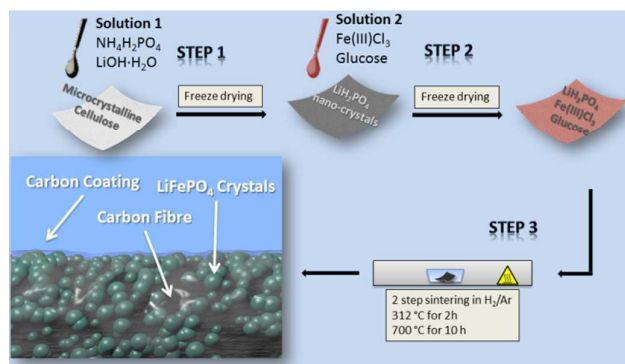 Solution 1
NH₄H₂PO₄
LiOH·H₂O
STEP 1
Solution 2
Fe(III)Cl₃
Glucose
STEP 2
Microcrystalline
Cellulose
Freeze drying
LiH₂PO₄
nano-crystals
Freeze drying
LiH₂PO₄
Fe(III)Cl₃
Glucose
Carbon Coating
LiFePO₄ Crystals
Carbon Fibre
STEP 3
2 step sintering in H₂/Ar
312 °C for 2h
700 °C for 10 h